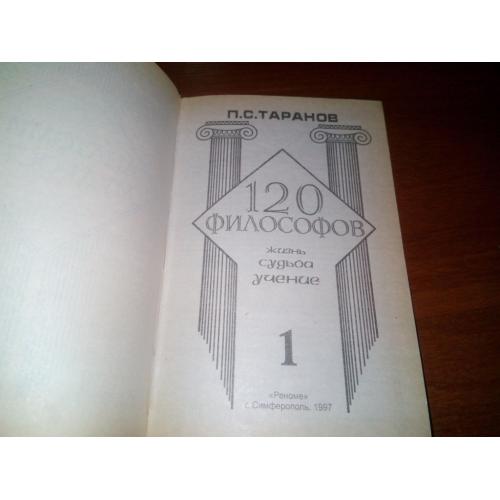 П.С.ТАРАНОВ
120
ФИЛОСОФОВ
жизнь
судьба
учение
1
«Реноме»
г. Симферополь, 1997